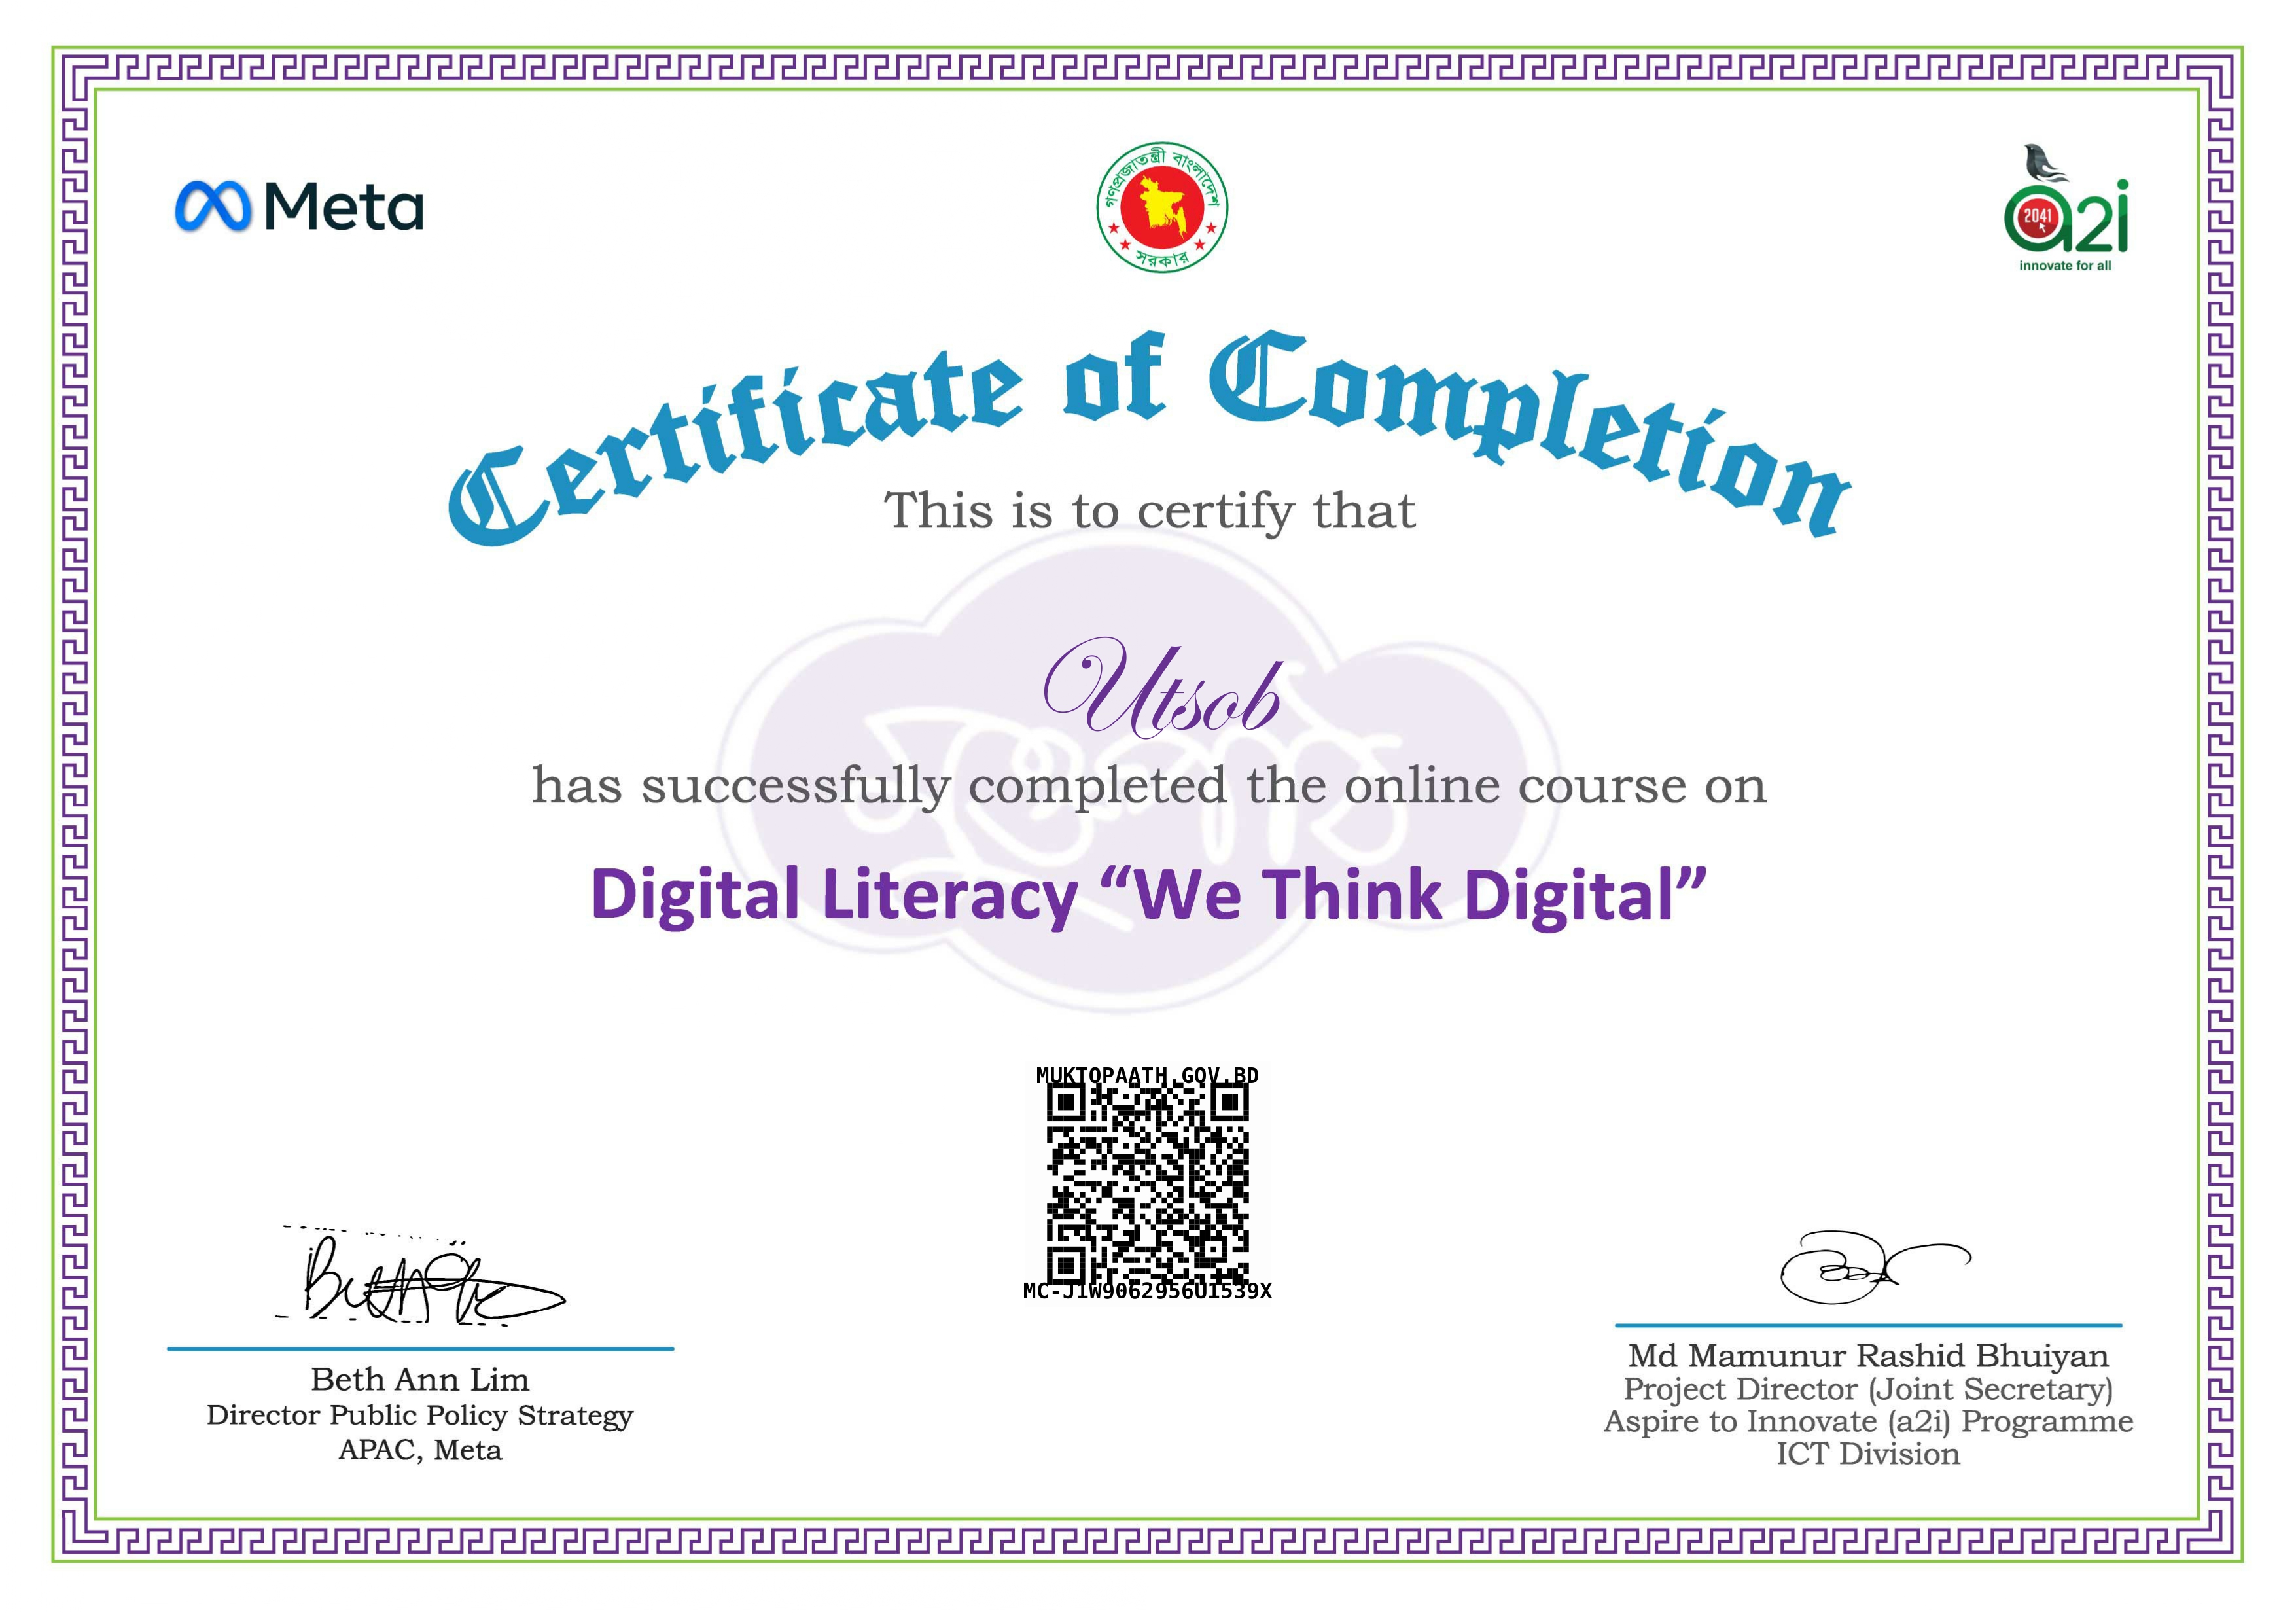 Meta
গণপ্রজাতন্ত্রী বাংলাদেশ
সরকার
2041
a2i
innovate for all
Certificate of Completion
This is to certify that
Utsob
মুক্তপাঠ
has successfully completed the online course on
Digital Literacy “We Think Digital”
MUKTOPAATH.GOV.BD
MC-J1W9062956U1539X
Beth Ann Lim
Director Public Policy Strategy
APAC, Meta
Md Mamunur Rashid Bhuiyan
Project Director (Joint Secretary)
Aspire to Innovate (a2i) Programme
ICT Division